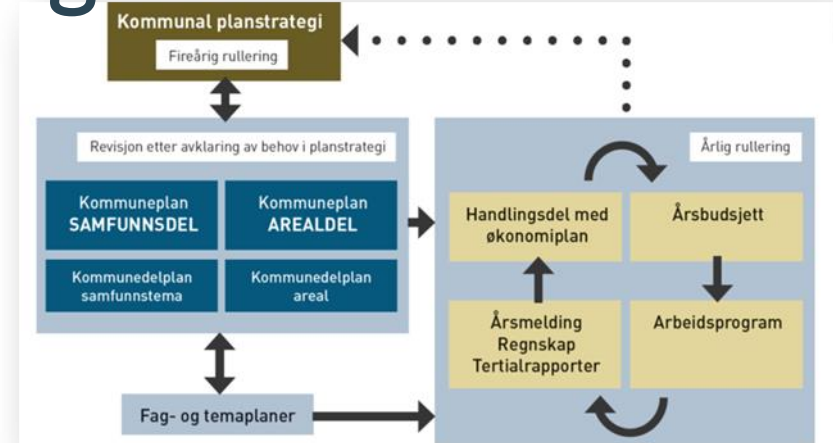 Kommunal planstrategi
Fireårig rullering
Revisjon etter avklaring av behov i planstrategi
Kommuneplan
SAMFUNNSDEL
Kommuneplan
AREALDEL
Kommunedelplan
samfunnstema
Kommunedelplan
areal
Fag- og temaplaner
Årlig rullering
Handlingsdel med
økonomiplan
Årsbudsjett
Årsmelding
Regnskap
Tertialrapporter
Arbeidsprogram